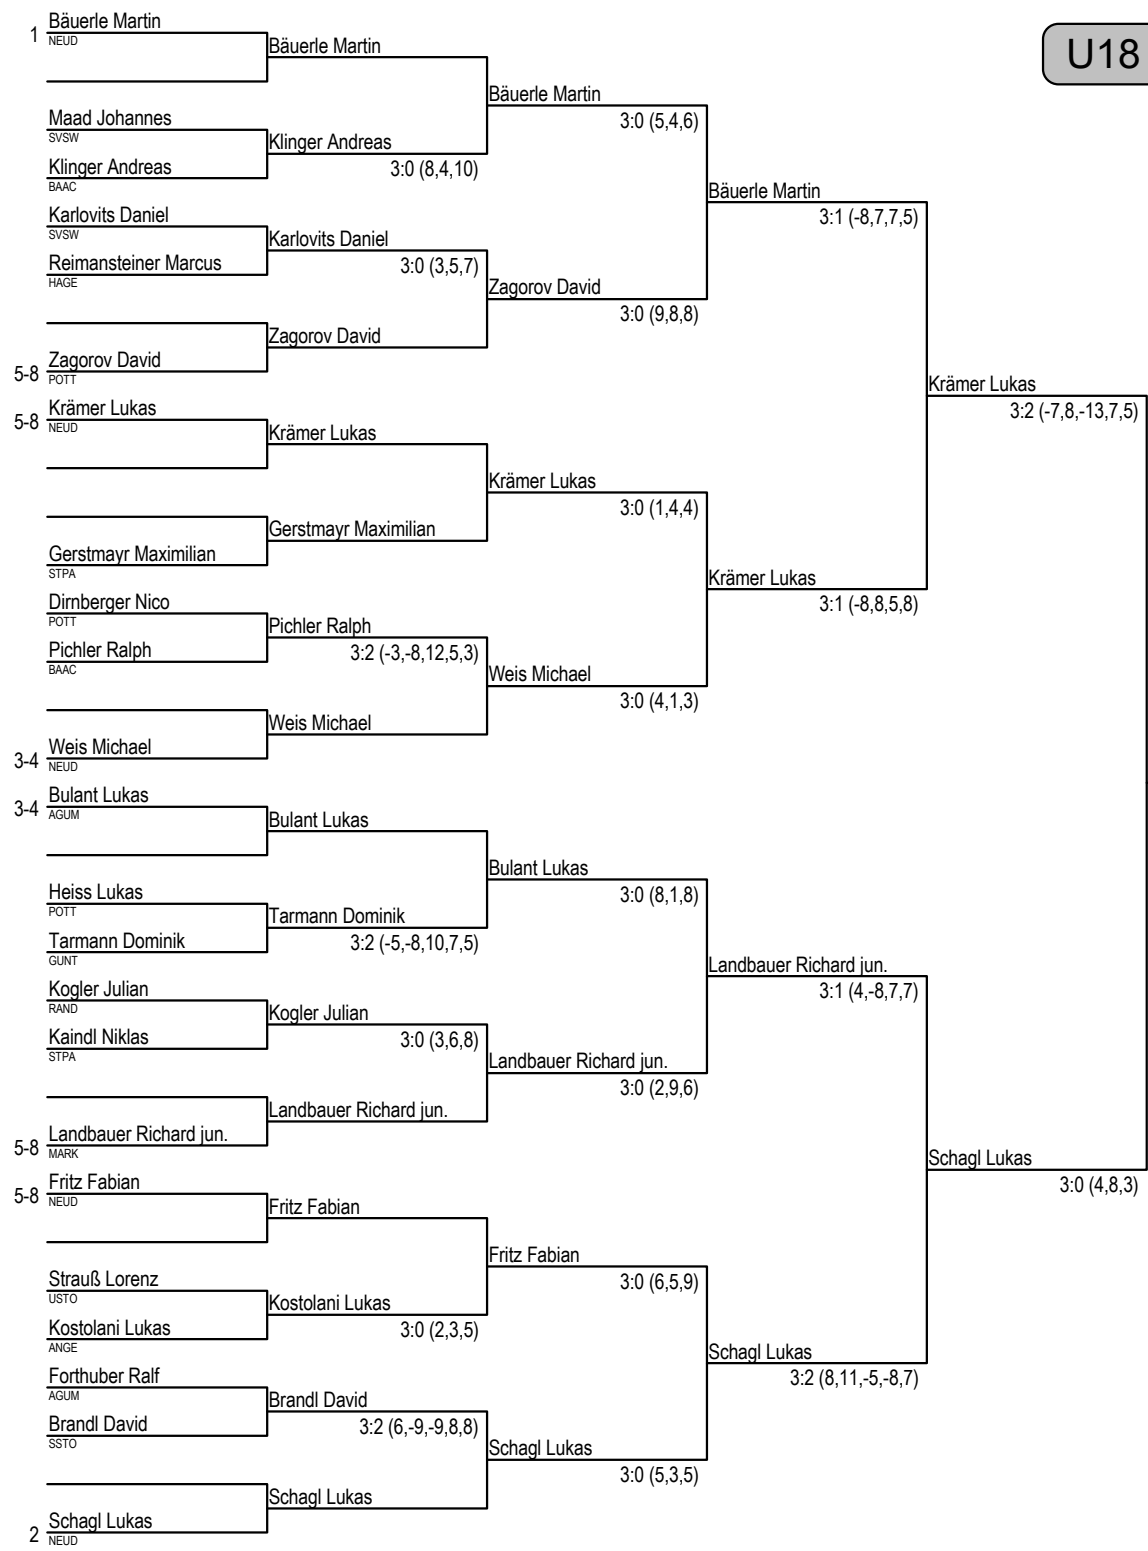 U18
1 Bäuerle Martin
NEUD
Maad Johannes
SVSW
Klinger Andreas
BAAC
Karlovits Daniel
SVSW
Reimansteiner Marcus
HAGE
5-8 Zagorov David
POTT
5-8 Krämer Lukas
NEUD
Gerstmayr Maximilian
STPA
Dirnberger Nico
POTT
Pichler Ralph
BAAC
3-4 Weis Michael
NEUD
3-4 Bulant Lukas
AGUM
Heiss Lukas
POTT
Tarmann Dominik
GUNT
Kogler Julian
RAND
Kaindl Niklas
STPA
5-8 Landbauer Richard jun.
MARK
5-8 Fritz Fabian
NEUD
Strauß Lorenz
USTO
Kostolani Lukas
ANGE
Forthuber Ralf
AGUM
Brandl David
SSTO
2 Schagl Lukas
NEUD
Bäuerle Martin
Klinger Andreas
3:0 (8,4,10)
Karlovits Daniel
3:0 (3,5,7)
Zagorov David
Krämer Lukas
Gerstmayr Maximilian
Pichler Ralph
3:2 (-3,-8,12,5,3)
Weis Michael
Bulant Lukas
Tarmann Dominik
3:2 (-5,-8,10,7,5)
Kogler Julian
3:0 (3,6,8)
Landbauer Richard jun.
Fritz Fabian
Kostolani Lukas
3:0 (2,3,5)
Brandl David
3:2 (6,-9,-9,8,8)
Schagl Lukas
Bäuerle Martin
3:0 (5,4,6)
Zagorov David
3:0 (9,8,8)
Krämer Lukas
3:0 (1,4,4)
Weis Michael
3:0 (4,1,3)
Bulant Lukas
3:0 (8,1,8)
Landbauer Richard jun.
3:0 (2,9,6)
Fritz Fabian
3:0 (6,5,9)
Schagl Lukas
3:0 (5,3,5)
Bäuerle Martin
3:1 (-8,7,7,5)
Krämer Lukas
3:1 (-8,8,5,8)
Landbauer Richard jun.
3:1 (4,-8,7,7)
Schagl Lukas
3:2 (8,11,-5,-8,7)
Krämer Lukas
3:2 (-7,8,-13,7,5)
Schagl Lukas
3:0 (4,8,3)